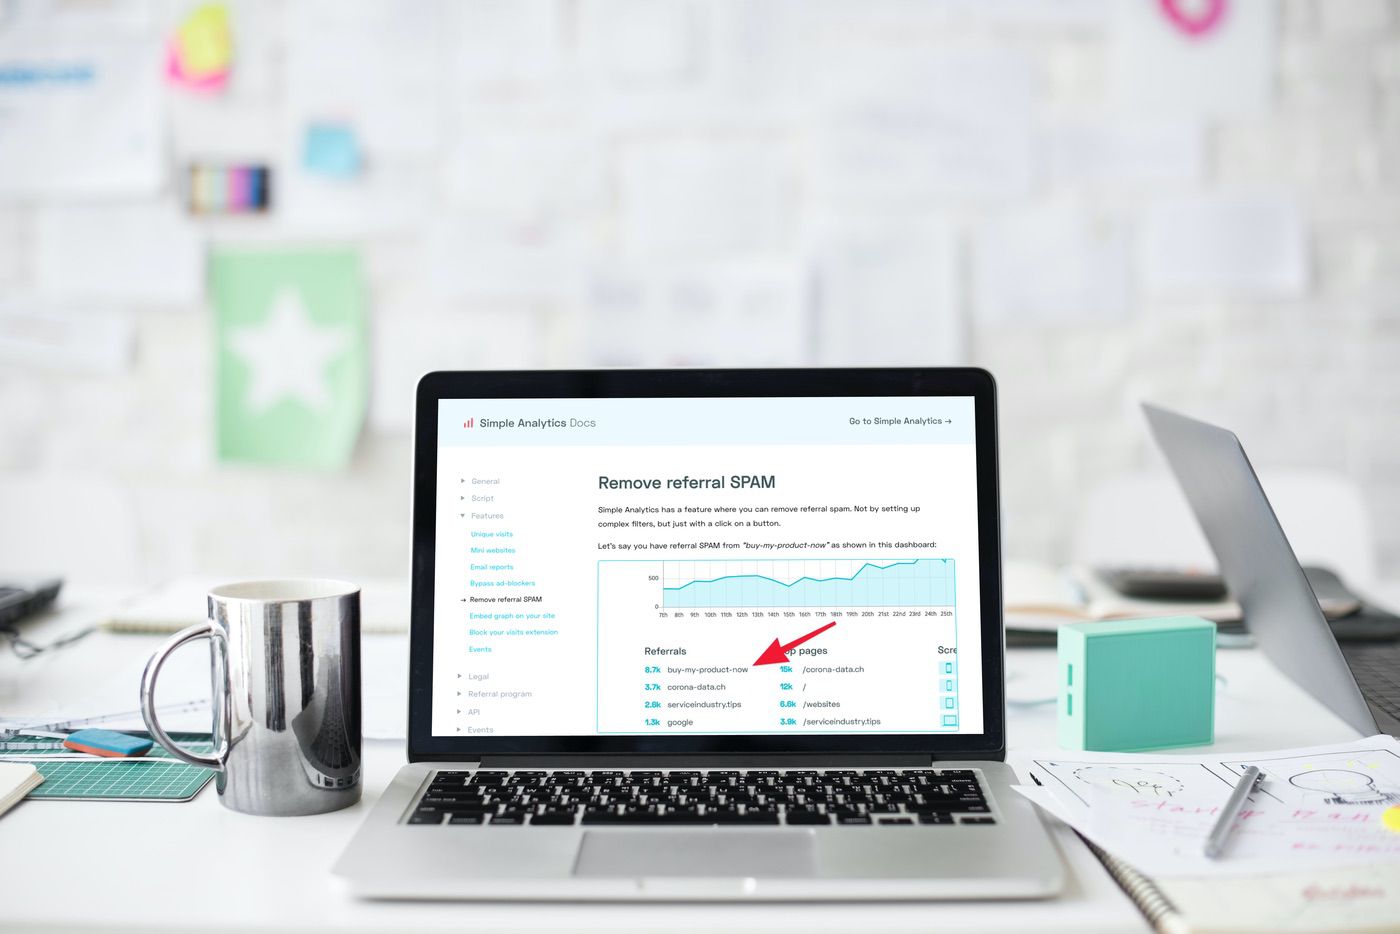 Simple Analytics Docs
Go to Simple Analytics →
General
Script
Features
Unique visits
Mini websites
Email reports
Bypass ad-blockers
→ Remove referral SPAM
Embed graph on your site
Block your visits extension
Events
Legal
Referral program
API
Events
Remove referral SPAM
Simple Analytics has a feature where you can remove referral spam. Not by setting up
complex filters, but just with a click on a button.
Let's say you have referral SPAM from "buy-my-product-now" as shown in this dashboard:
500
0
7th 8th 9th 10th 11th 12th 13th 14th 15th 16th 17th 18th 19th 20th 21st 22nd 23rd 24th 25th
Referrals
8.7k buy-my-product-now
3.7k corona-data.ch
2.6k serviceindustry.tips
1.3k google
pages
15k /corona-data.ch
12k /
6.6k /websites
3.9k /serviceindustry.tips
Scre
startup